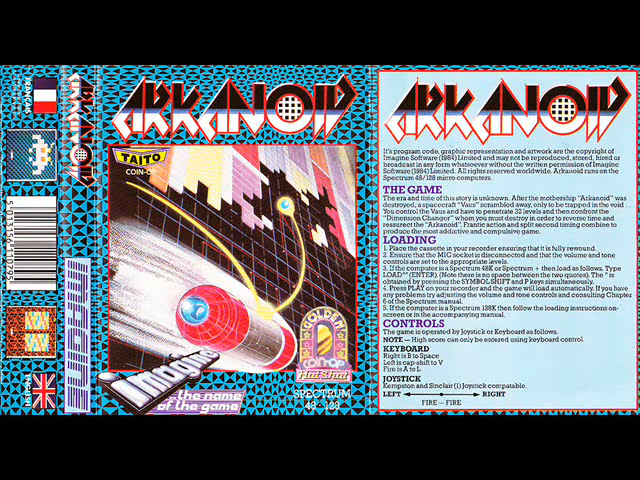 ARKANOID
ARKANOID
TAITO
COIN-OP
GOLDEN
COIN-OP
imagine
...the name
of the game
SPECTRUM
48 128
ARKANOID
It's program code, graphic representation and artwork are the copyright of
Imagine Software (1984) Limited and may not be reproduced, stored, hired or
broadcast in any form whatsoever without the written permission of Imagine
Software (1984) Limited. All rights reserved worldwide. Arkanoid runs on the
Spectrum 48/128 micro computers.
THE GAME
The era and time of this story is unknown. After the mothership "Arkanoid" was
destroyed, a spacecraft "Vaus" scrambled away, only to be trapped in the void .
You control the Vaus and have to penetrate 32 levels and then confront the
"Dimension Changer" whom you must destroy in order to reverse time and
ressurect the "Arkanoid". Frantic action and split second timing combine to
produce the most addictive and compulsive game.
LOADING
1. Place the cassette in your recorder ensuring that it is fully rewound.
2. Ensure that the MIC socket is disconnected and that the volume and tone
controls are set to the appropriate levels.
3. If the computer is a Spectrum 48K or Spectrum + then load as follows. Type
LOAD"" (ENTER). (Note there is no space between the two quotes). The " is
obtained by pressing the SYMBOL SHIFT and P keys simultaneously.
4. Press PLAY on your recorder and the game will load automatically. If you have
any problems try adjusting the volume and tone controls and consulting Chapter
6 of the Spectrum manual.
5. If the computer is a Spectrum 128K then follow the loading instructions on-
screen or in the accompanying manual.
CONTROLS
The game is operated by Joystick or Keyboard as follows.
NOTE — High score can only be entered using keyboard control.
KEYBOARD
Right is B to Space
Left is cap-shift to V
Fire is A to L
JOYSTICK
Kempston and Sinclair (1) Joystick compatable.
LEFT RIGHT
FIRE — FIRE